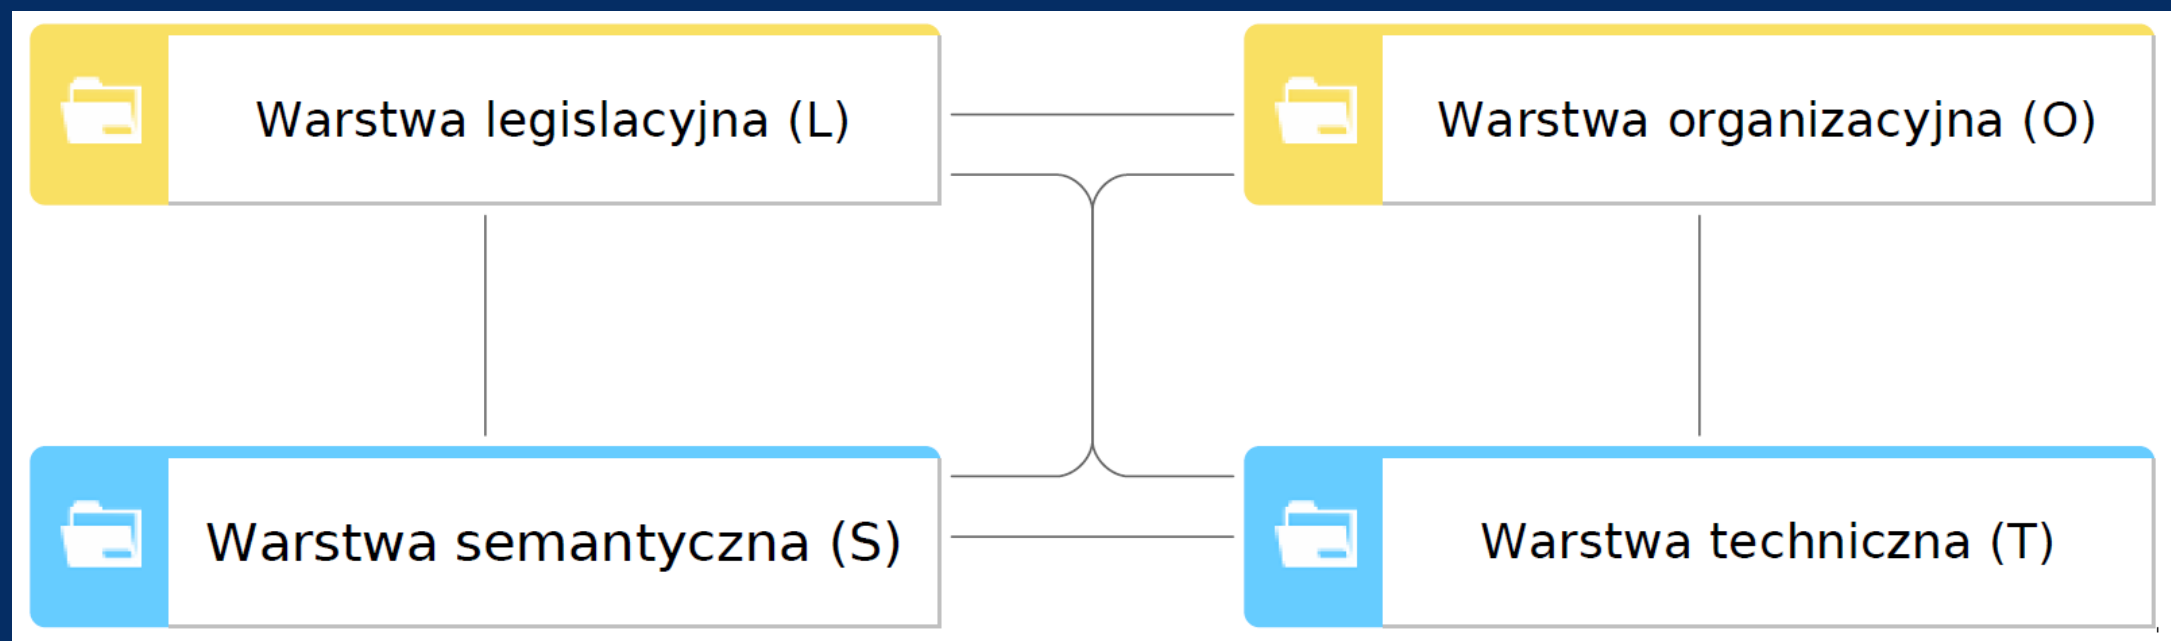 Warstwa legislacyjna (L)
Warstwa organizacyjna (O)
Warstwa semantyczna (S)
Warstwa techniczna (T)